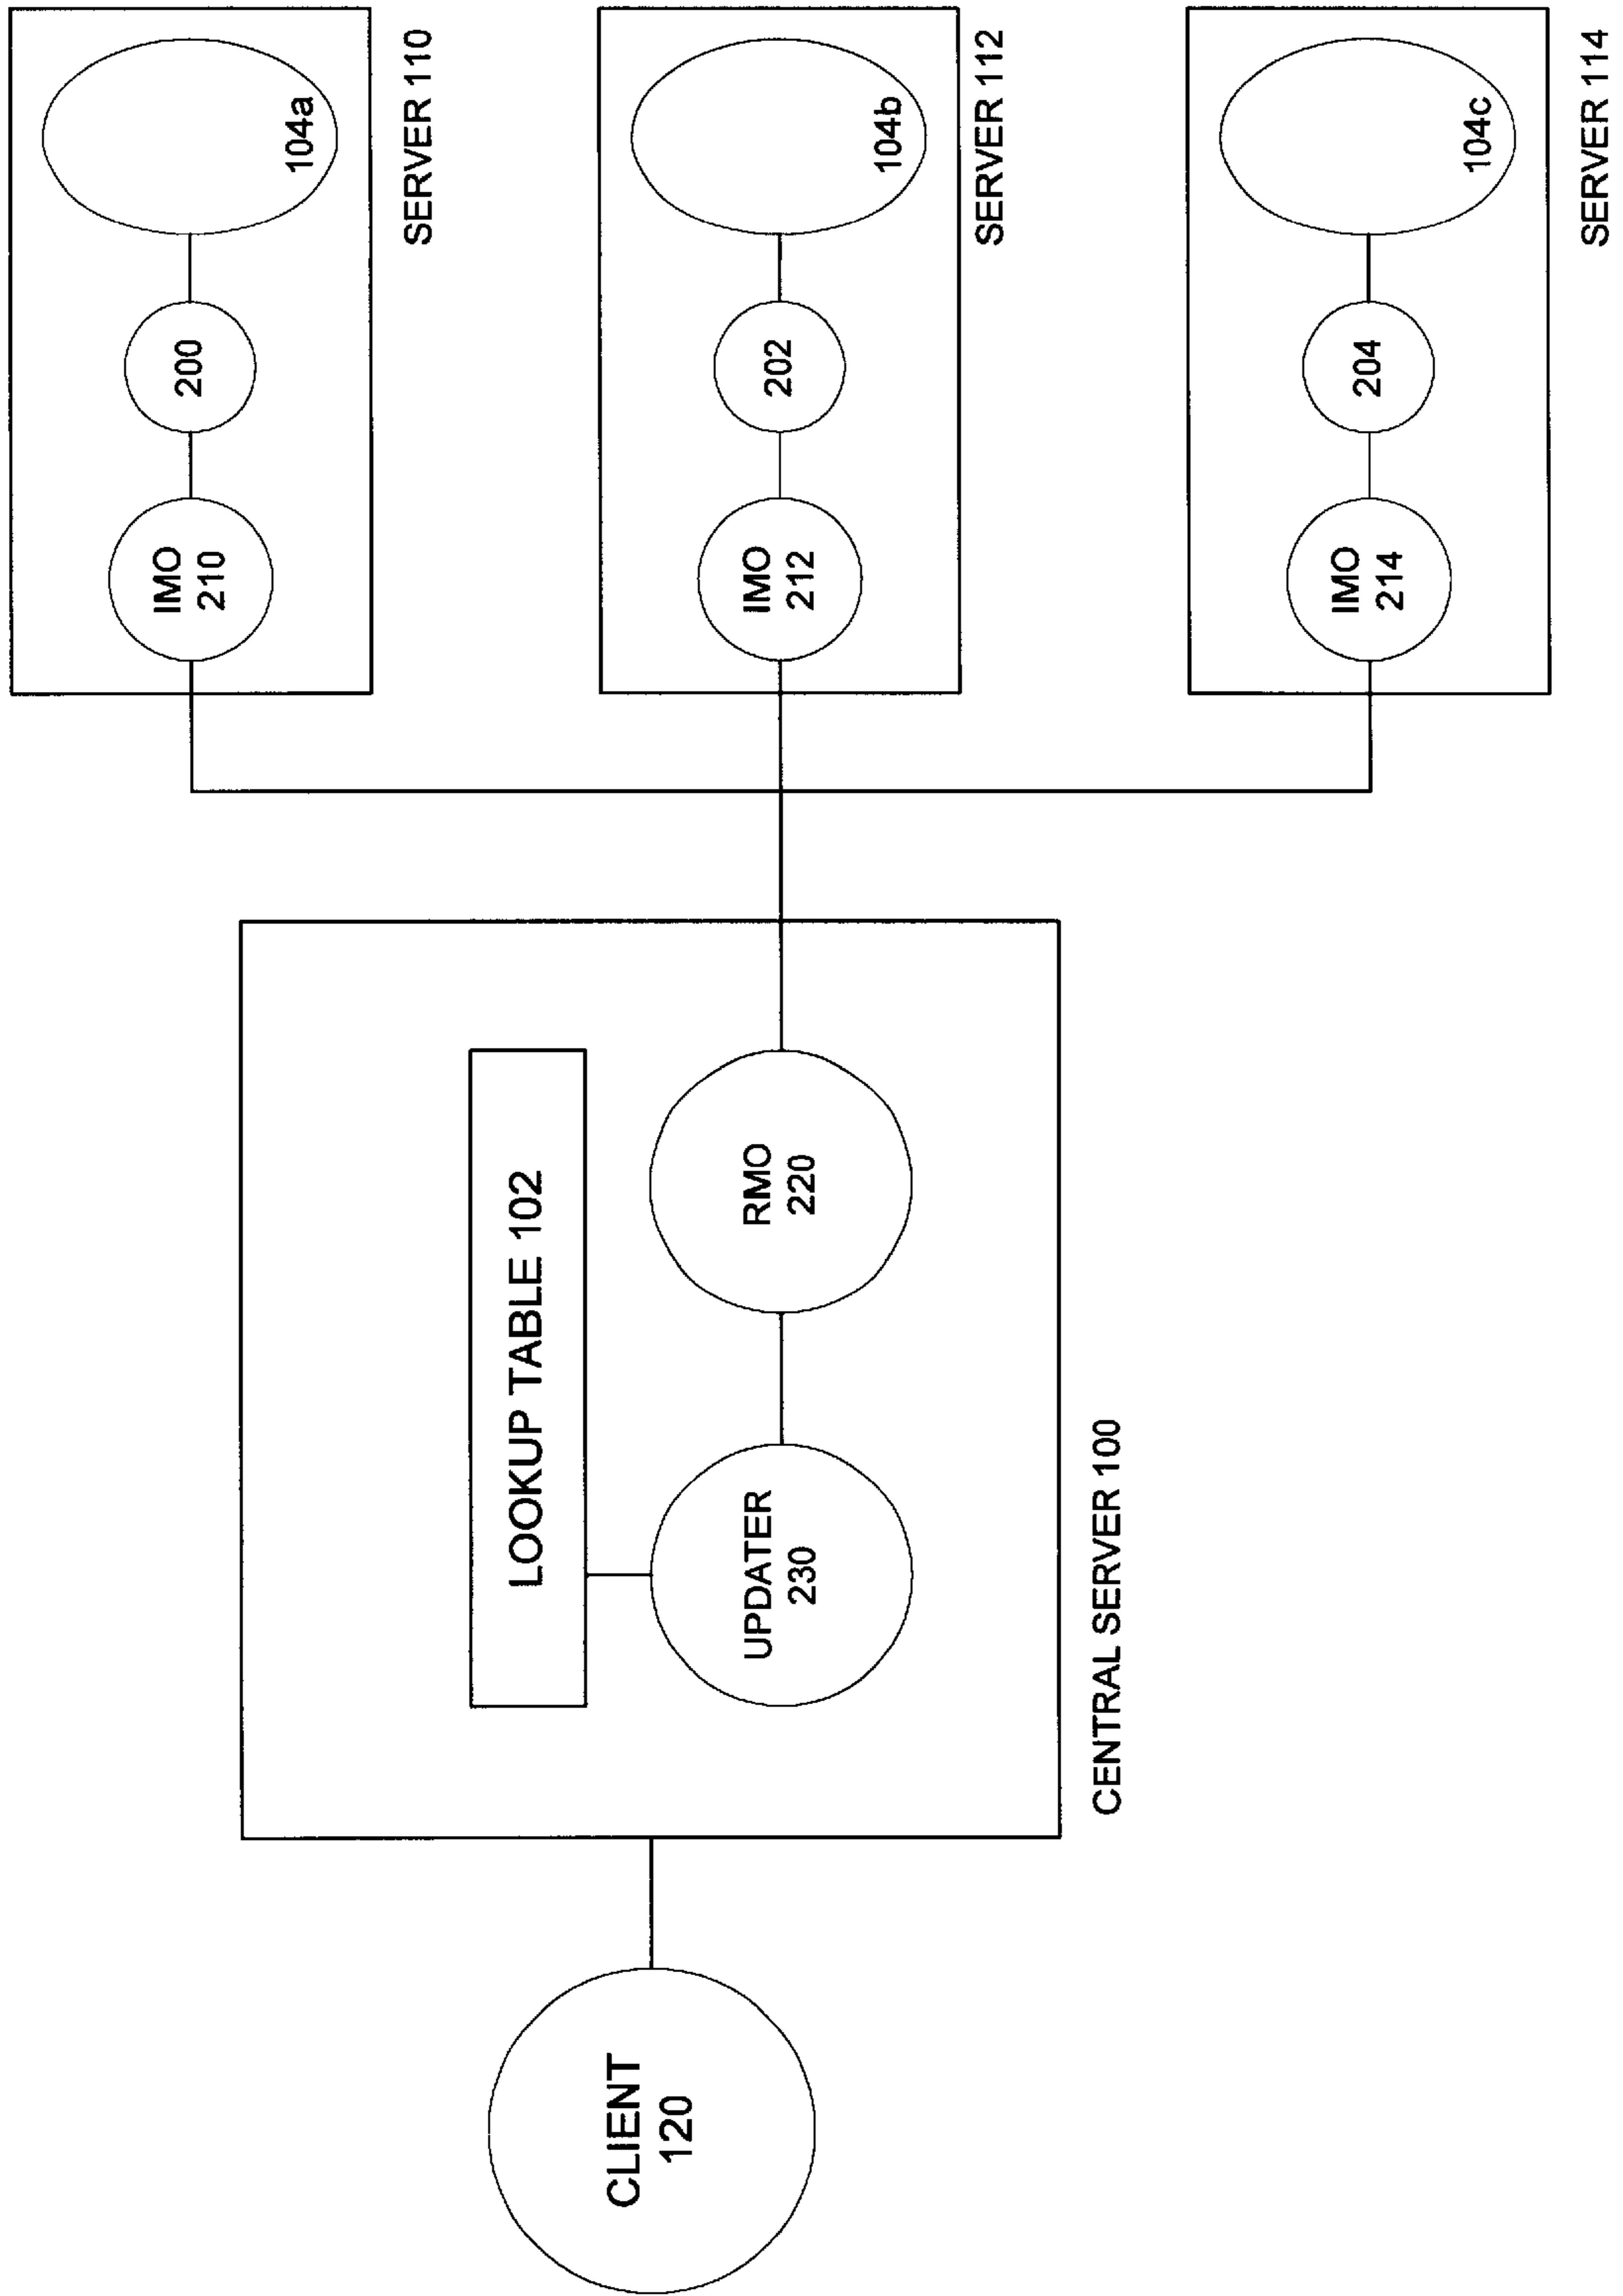 CLIENT
120
LOOKUP TABLE 102
UPDATER
230
RMO
220
CENTRAL SERVER 100
IMO
210
200
104a
SERVER 110
IMO
212
202
104b
SERVER 112
IMO
214
204
104c
SERVER 114